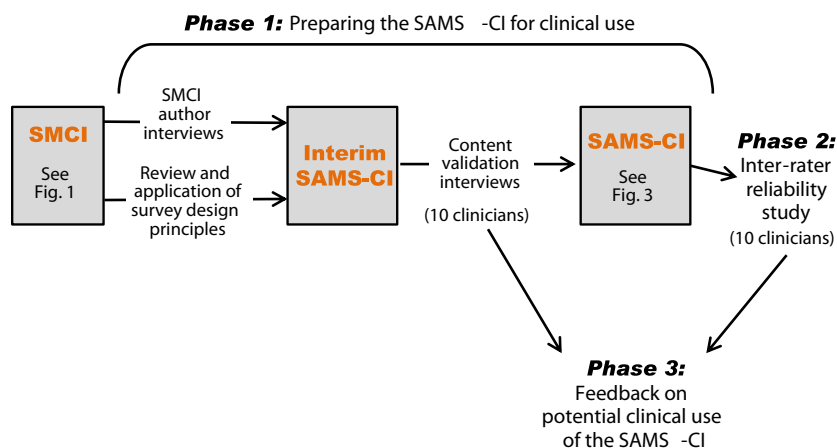 Phase 1: Preparing the SAMS -CI for clinical use
SMCI
See
Fig. 1
SMCI
author
interviews
Review and
application of
survey design
principles
Interim
SAMS-CI
Content
validation
interviews
(10 clinicians)
SAMS-CI
See
Fig. 3
Phase 2:
Inter-rater
reliability
study
(10 clinicians)
Phase 3:
Feedback on
potential clinical use
of the SAMS -CI